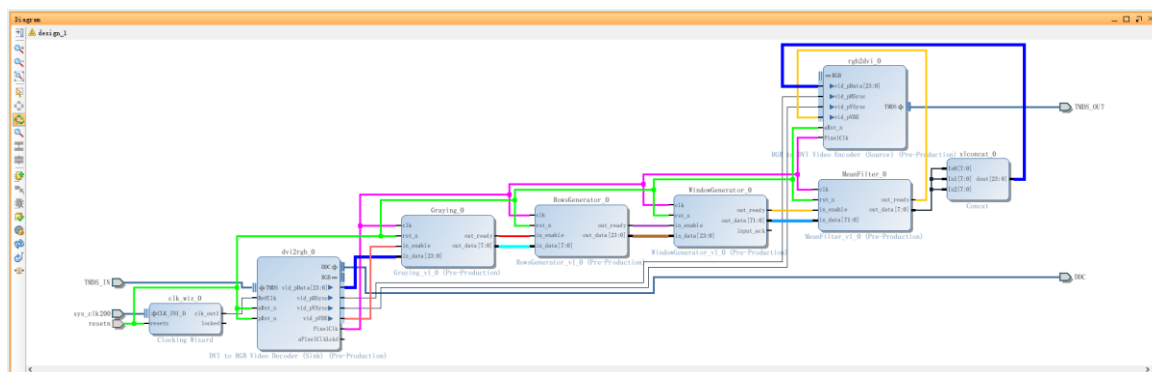 Diagram
design_1
rgb2dvi_0
RGB
vid_pData[23:0]
vid_pHSync
vid_pVSync
vid_pVDE
aRst_n
PixelClk
TMDS
TMDS_OUT
RGB to DVI Video Encoder (Source) (Pre-Production)
xlconcat_0
In0[7:0]
In1[7:0]
In2[7:0]
dout[23:0]
Concat
MeanFilter_0
clk
rst_n
in_enable
in_data[71:0]
out_ready
out_data[7:0]
MeanFilter_v1_0 (Pre-Production)
WindowGenerator_0
clk
rst_n
in_enable
in_data[23:0]
out_ready
out_data[71:0]
input_ack
WindowGenerator_v1_0 (Pre-Production)
RowsGenerator_0
clk
rst_n
in_enable
in_data[7:0]
out_ready
out_data[23:0]
RowsGenerator_v1_0 (Pre-Production)
Graying_0
clk
rst_n
in_enable
in_data[23:0]
out_ready
out_data[7:0]
Graying_v1_0 (Pre-Production)
dvi2rgb_0
TMDS
RefClk
aRst_n
pRst_n
DDC
RGB
vid_pData[23:0]
vid_pHSync
vid_pVSync
vid_pVDE
PixelClk
aPixelClkLckd
DVI to RGB Video Decoder (Sink) (Pre-Production)
DDC
TMDS_IN
clk_wiz_0
sys_clk200
resetn
CLK_IN1_D
resetn
clk_out1
locked
Clocking Wizard